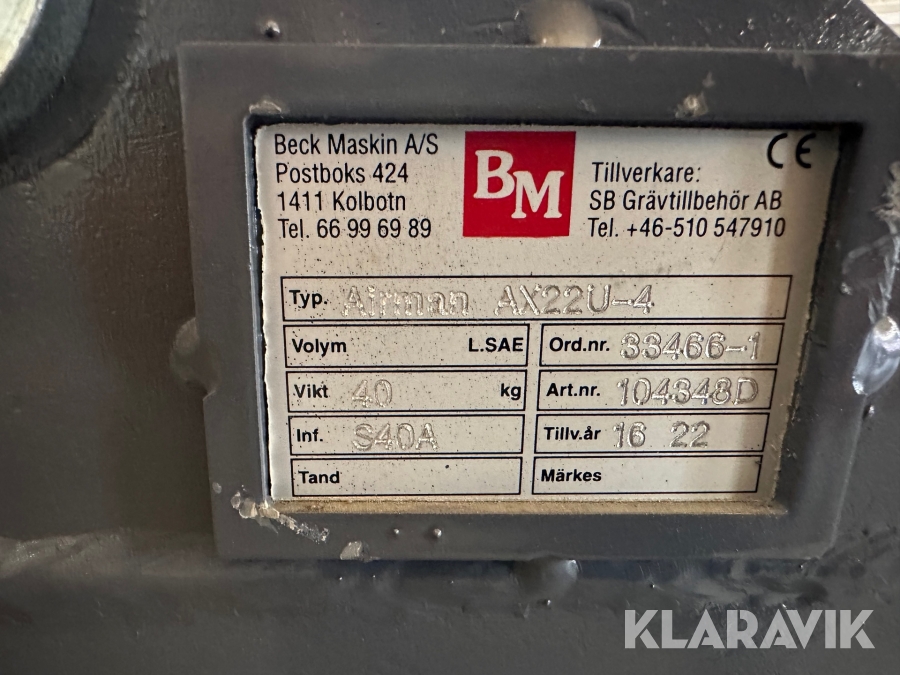 Beck Maskin A/S
Postboks 424
1411 Kolbotn
Tel. 66 99 69 89
BM
CE
Tillverkare:
SB Grävtillbehör AB
Tel. +46-510 547910
Typ. Airman AX22U-4
Volym L.SAE
Ord.nr. 33466-1
Vikt 40 kg
Art.nr. 104348D
Inf. S40A
Tillv.år 16 22
Tand
Märkes
KLARAVIK